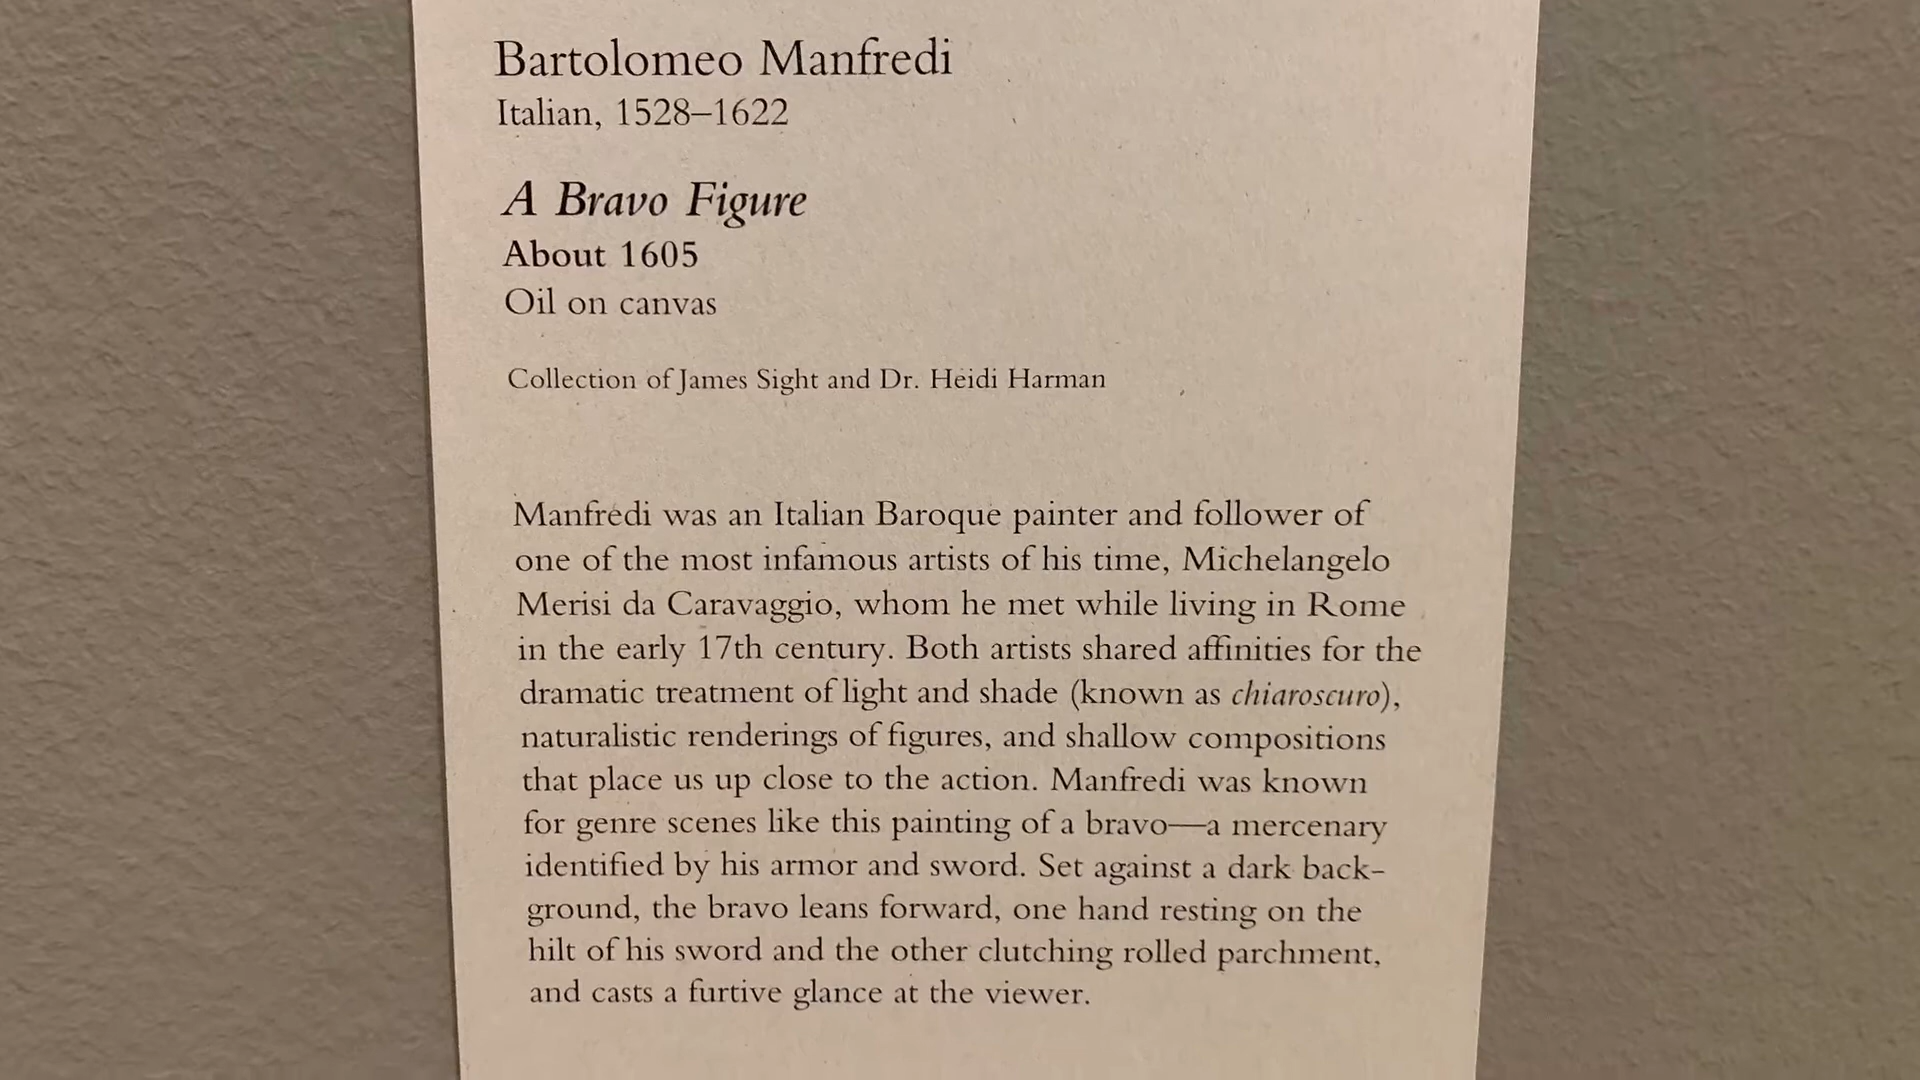 Bartolomeo Manfredi
Italian, 1528–1622
A Bravo Figure
About 1605
Oil on canvas
Collection of James Sight and Dr. Heidi Harman
Manfredi was an Italian Baroque painter and follower of
one of the most infamous artists of his time, Michelangelo
Merisi da Caravaggio, whom he met while living in Rome
in the early 17th century. Both artists shared affinities for the
dramatic treatment of light and shade (known as chiaroscuro),
naturalistic renderings of figures, and shallow compositions
that place us up close to the action. Manfredi was known
for genre scenes like this painting of a bravo—a mercenary
identified by his armor and sword. Set against a dark back-
ground, the bravo leans forward, one hand resting on the
hilt of his sword and the other clutching rolled parchment,
and casts a furtive glance at the viewer.